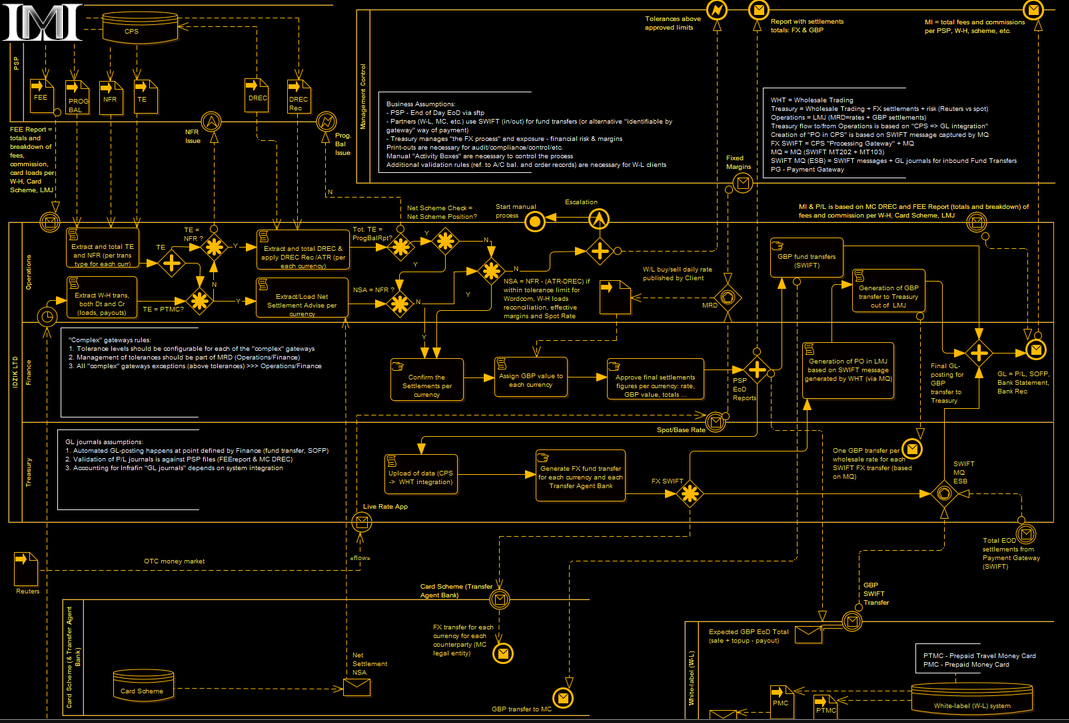 IMI
CPS
PSP
FEE
PROG
BAL
NFR
TE
DREC
DREC
Rec
NFR
Issue
Prog.
Bal
Issue
FEE Report =
totals and
breakdown
of fees,
commission,
card loads
per W-H,
Card
Scheme, LMJ
Management Control
Tolerances above
approved limits
Report with settlements
totals: FX & GBP
MI = total fees and commissions
per PSP, W-H, scheme, etc.
Business Assumptions:
- PSP - End of Day EoD via sftp
- Partners (W-L, MC, etc.) use SWIFT (in/out) for fund transfers (or alternative "identifiable by
gateway" way of payment)
- Treasury manages "the FX process" and exposure - financial risk & margins
Print-outs are necessary for audit/compliance/control/etc.
Manual "Activity Boxes" are necessary to control the process
Additional validation rules (ref. to A/C bal. and order records) are necessary for W-L clients
WHT = Wholesale Trading
Treasury = Wholesale Trading + FX settlements + risk (Reuters vs spot)
Operations = LMJ (MRD=rates + GBP settlements)
Treasury flow to/from Operations is based on "CPS => GL integration"
Creation of "PO in CPS" is based on SWIFT message captured by MQ
FX SWIFT = CPS "Processing Gateway" + MQ
MQ = MQ (SWIFT MT202 + MT103)
SWIFT MQ (ESB) = SWIFT messages + GL journals for inbound Fund Transfers
PG - Payment Gateway
Fixed
Margins
MI & P/L is based on MC DREC and FEE Report (totals and breakdown) of
fees and commission per W-H, Card Scheme, LMJ
IDZIK LTD
Operations
Finance
Treasury
Extract and total TE
and NFR (per trans
type for each curr)
Extract W-H trans,
both Dt and Cr
(loads, payouts)
TE
TE =
NFR ?
TE = PTMC?
N
Y
Y
Extract and total DREC &
apply DREC Rec/ATR (per
each currency)
Extract/Load Net
Settlement Advise per
currency
N
Net Scheme Check =
Net Scheme Position?
Tot. TE =
ProgBalRpt?
NSA = NFR ?
Y
Y
N
N
N
Y
Start manual
process
Escalation
NSA = NFR - (ATR-DREC) if
within tolerance limit for
Wordcom, W-H loads
reconciliation, effective
margins and Spot Rate
W/L buy/sell daily rate
published by Client
MRD
GBP fund transfers
(SWIFT)
Generation of GBP
transfer to Treasury
out of LMJ
"Complex" gateways rules:
1. Tolerance levels should be configurable for each of the "complex" gateways
2. Management of tolerances should be part of MRD (Operations/Finance)
3. All "complex" gateways exceptions (above tolerances) >>> Operations/Finance
Confirm the
Settlements per
currency
Assign GBP value to
each currency
Approve final settlements
figures per currency: rate,
GBP value, totals ...
PSP
EoD
Reports
Generation of PO in LMJ
based on SWIFT message
generated by WHT (via MQ)
Final GL-
posting for
GBP
transfer to
Treasury
GL = P/L, SOFP,
Bank Statement,
Bank Rec
Spot/Base Rate
GL journals assumptions:
1. Automated GL-posting happens at point defined by Finance (fund transfer, SOFP)
2. Validation of P/L journals is against PSP files (FEEreport & MC DREC)
3. Accounting for Infrafin "GL journals" depends on system integration
Upload of data (CPS
-> WHT integration)
Generate FX fund transfer
for each currency and each
Transfer Agent Bank
FX SWIFT
One GBP transfer per
wholesale rate for each
SWIFT FX transfer (based
on MQ)
SWIFT
MQ
ESB
Live Rate App
Total EOD
settlements from
Payment Gateway
(SWIFT)
Reuters
OTC money market
«flow»
Card Scheme (& Transfer Agent
Bank)
Card Scheme (Transfer
Agent Bank)
FX transfer for each
currency for each
counterparty (MC
legal entity)
Card Scheme
Net
Settlement
NSA
GBP transfer to MC
GBP
SWIFT
Transfer
White-label (W-L)
Expected GBP EoD Total
(sale + topup - payout)
PTMC - Prepaid Travel Money Card
PMC - Prepaid Money Card
PMC
PTMC
White-label (W-L) system